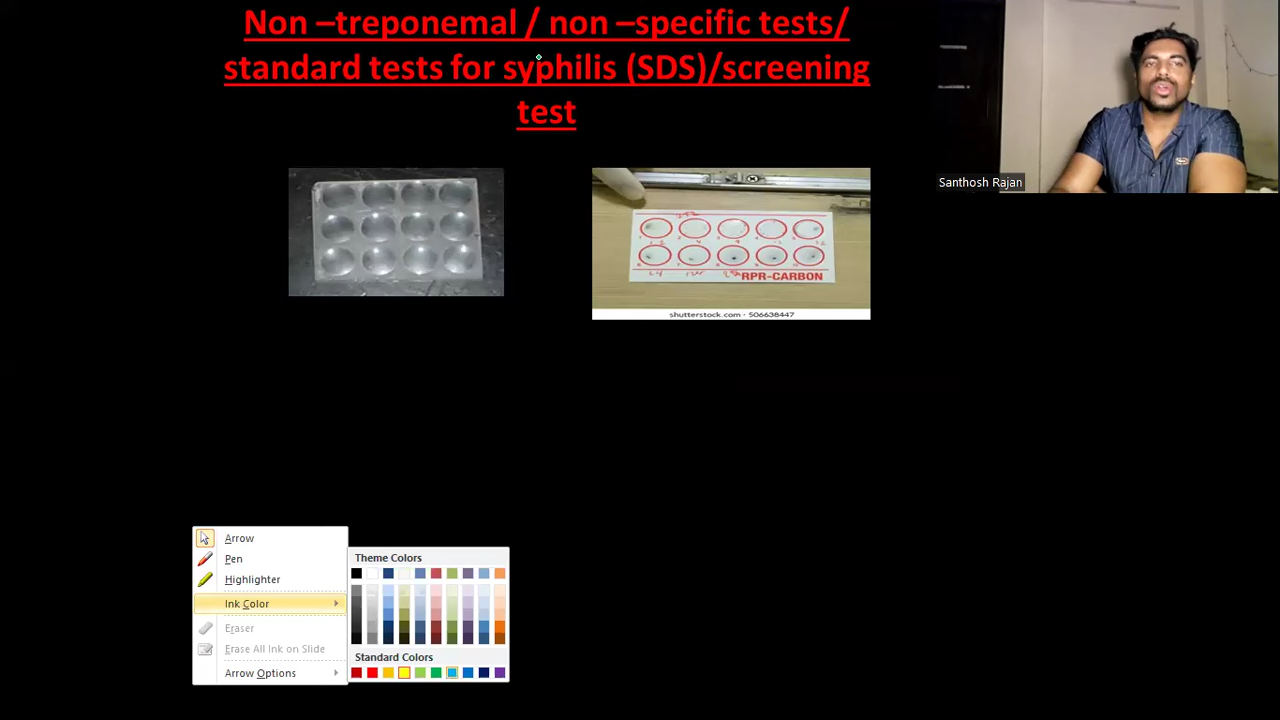 Non –treponemal / non –specific tests/
standard tests for syphilis (SDS)/screening
test
Santhosh Rajan
RPR-CARBON
shutterstock.com · 506638447
Arrow
Pen
Highlighter
Ink Color
Eraser
Erase All Ink on Slide
Arrow Options
Theme Colors
Standard Colors